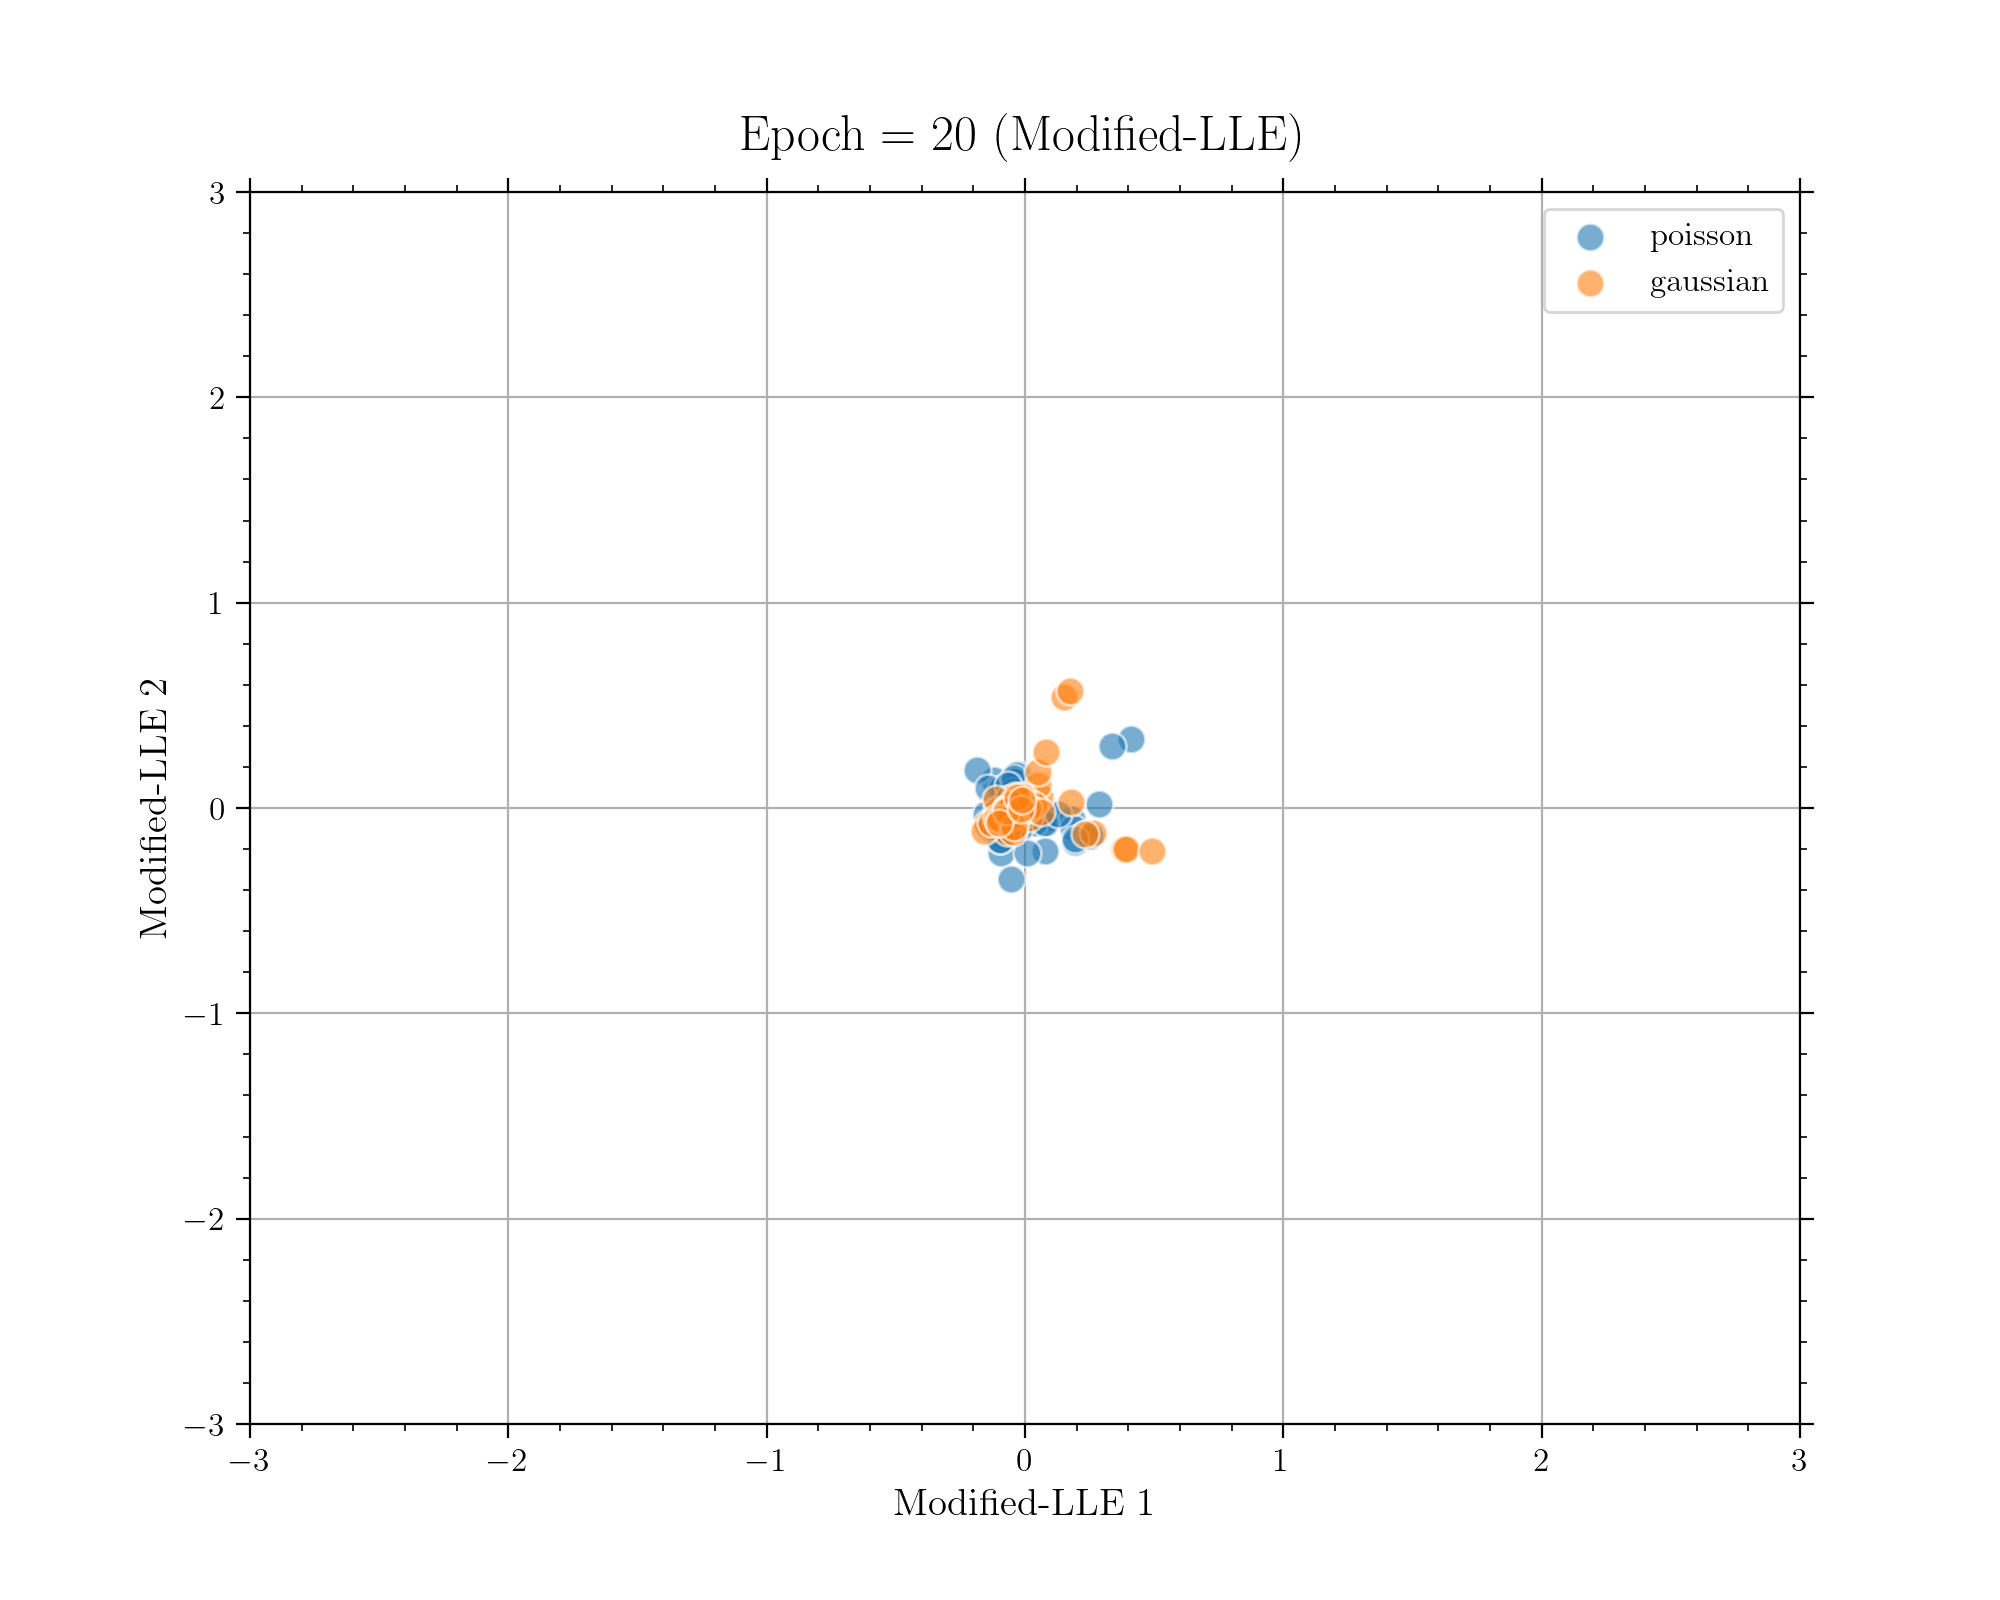 Epoch = 20 (Modified-LLE)
poisson
gaussian
3
2
1
0
−1
−2
−3
Modified-LLE 2
−3
−2
−1
0
1
2
3
Modified-LLE 1